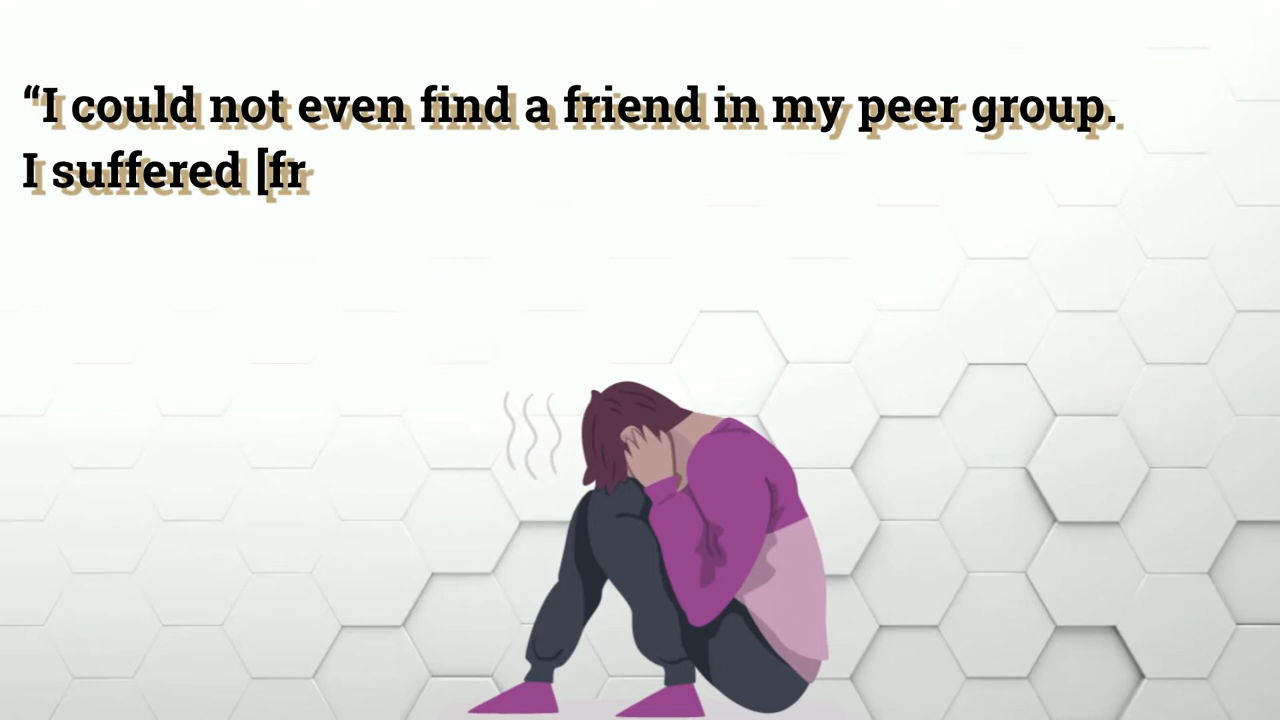 “I could not even find a friend in my peer group.
I suffered [fr